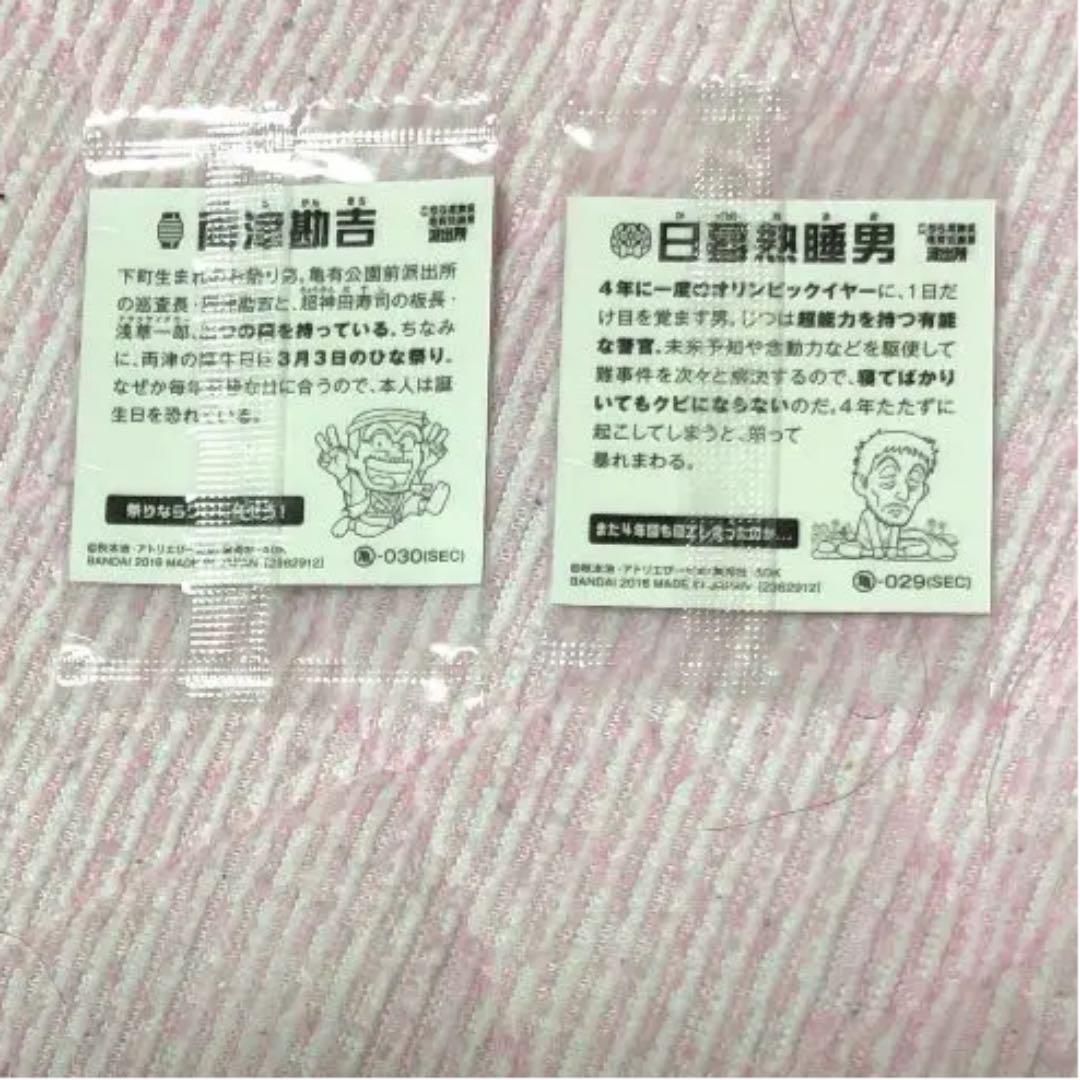 両津勘吉
こちら葛飾区
亀有公園前
派出所
下町生まれのお祭り男。亀有公園前派出所
の巡査長・両津勘吉と、超神田寿司の板長・
浅草一郎、二つの顔を持っている。ちなみ
に、両津の誕生日は3月3日のひな祭り。
なぜか毎年 な目に合うので、本人は誕
生日を恐れている。
祭りなら
©秋本治・アトリエびーだま/集英社・ADK
BANDAI 2016 MADE IN JAPAN [2362912]
亀-030(SEC)
日暮熟睡男
こちら葛飾区
亀有公園前
派出所
4年に一度のオリンピックイヤーに、1日だ
け目を覚ます男。じつは超能力を持つ有能
な警官。未来予知や念動力などを駆使して
難事件を次々と解決するので、寝てばかり
いてもクビにならないのだ。4年たたずに
起こしてしまうと、怒って
暴れまわる。
また4年
©秋本治・アトリエびーだま/集英社・ADK
BANDAI 2016 MADE IN JAPAN [2362912]
亀-029(SEC)